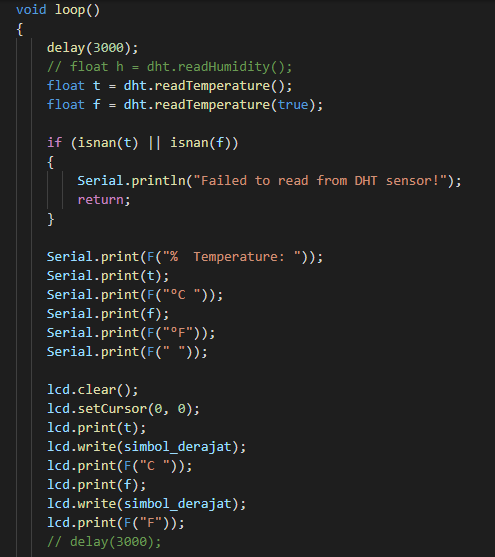 void loop()
{
    delay(3000);
    // float h = dht.readHumidity();
    float t = dht.readTemperature();
    float f = dht.readTemperature(true);

    if (isnan(t) || isnan(f))
    {
        Serial.println("Failed to read from DHT sensor!");
        return;
    }

    Serial.print(F("%  Temperature: "));
    Serial.print(t);
    Serial.print(F("°C "));
    Serial.print(f);
    Serial.print(F("°F"));
    Serial.print(F(" "));

    lcd.clear();
    lcd.setCursor(0, 0);
    lcd.print(t);
    lcd.write(simbol_derajat);
    lcd.print(F("C "));
    lcd.print(f);
    lcd.write(simbol_derajat);
    lcd.print(F("F"));
    // delay(3000);